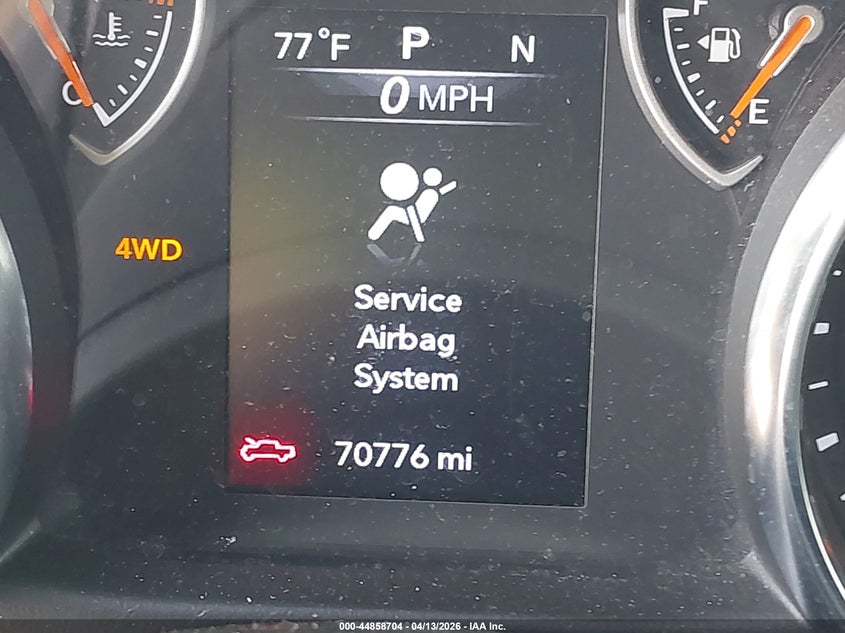 77°F P N
0 MPH
F
E
C
4WD
Service
Airbag
System
70776 mi
000-44858704 - 04/13/2026 - IAA Inc.